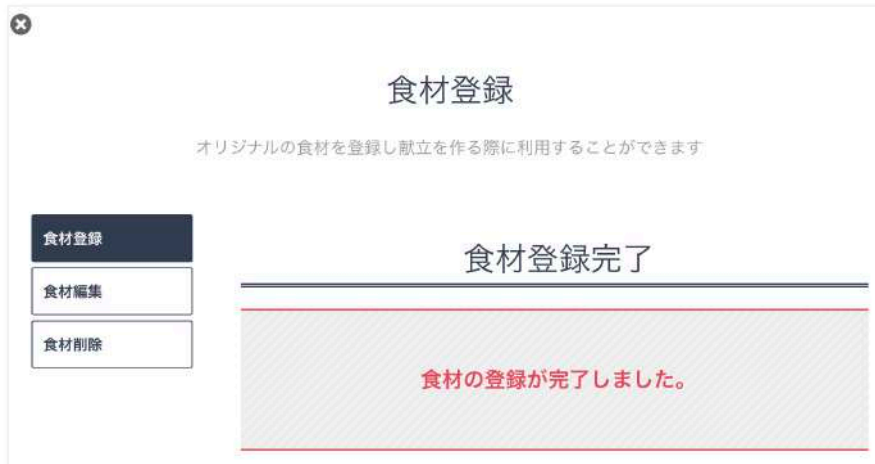 食材登録
オリジナルの食材を登録し献立を作る際に利用することができます
食材登録
食材編集
食材削除
食材登録完了
食材の登録が完了しました。